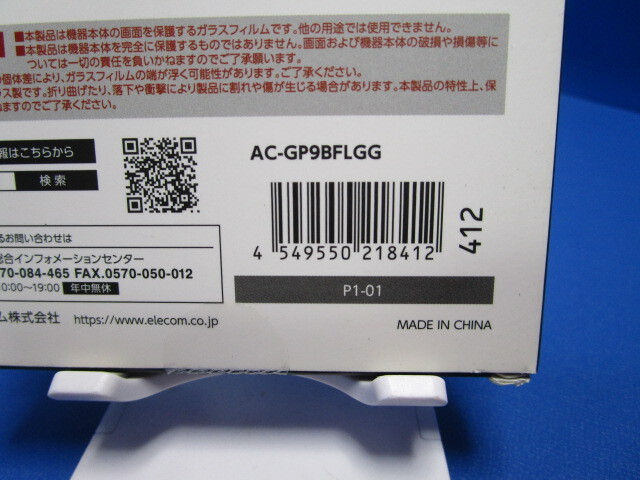 ■本製品は機器本体の画面を保護するガラスフィルムです。他の用途では使用できません。
■本製品は機器本体を完全に保護するものではありません。画面および機器本体の破損や損傷等に
ついては一切の責任を負いかねますのでご了承願います。
個体差により、ガラスフィルムの端が浮く可能性があります。ご了承ください。
ラス製です。折り曲げたり、落下や衝撃により製品に割れや傷が生じる場合があります。本製品の特性上、保
ねますのでご了承ください。
報はこちらから
検索
AC-GP9BFLGG
4 549550 218412
412
るお問い合わせは
総合インフォメーションセンター
70-084-465 FAX.0570-050-012
10:00〜19:00 年中無休
P1-01
ム株式会社 https://www.elecom.co.jp
MADE IN CHINA